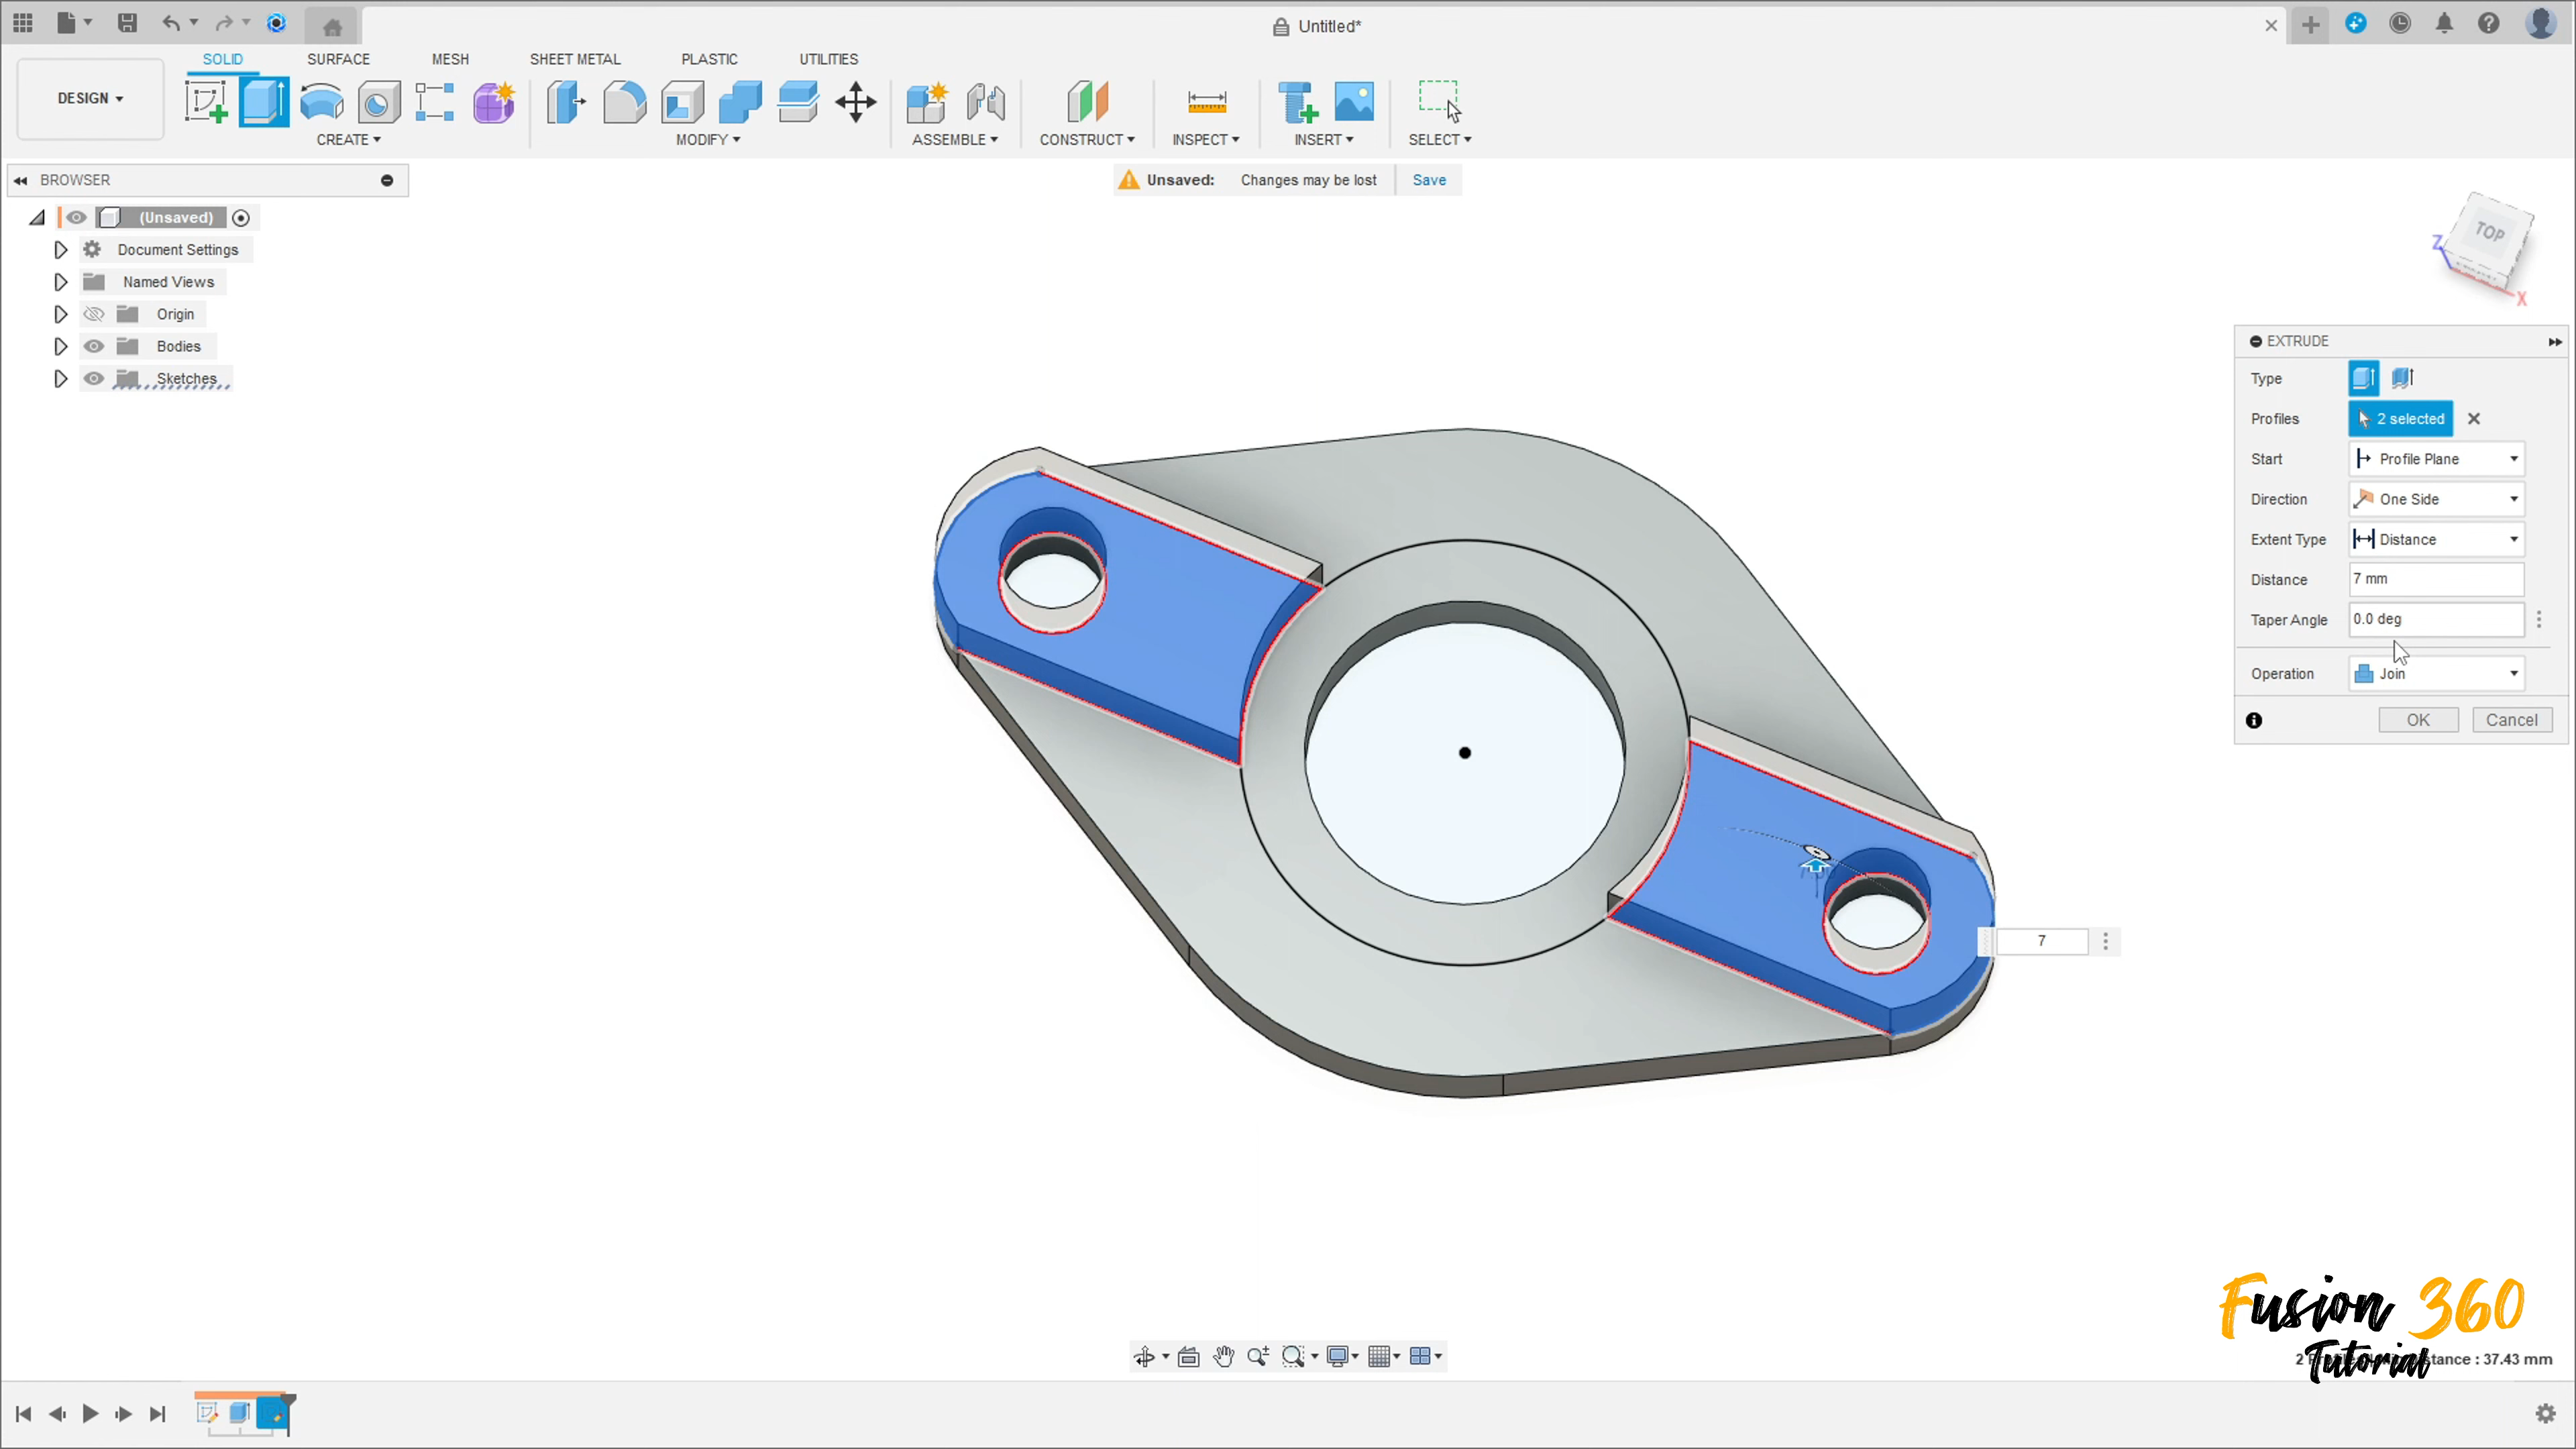 Untitled*
SOLID SURFACE MESH SHEET METAL PLASTIC UTILITIES
DESIGN
CREATE MODIFY ASSEMBLE CONSTRUCT INSPECT INSERT SELECT
BROWSER
Unsaved: Changes may be lost Save
(Unsaved)
Document Settings
Named Views
Origin
Bodies
Sketches
TOP
Z
X
EXTRUDE
Type
Profiles 2 selected
Start Profile Plane
Direction One Side
Extent Type Distance
Distance 7 mm
Taper Angle 0.0 deg
Operation Join
OK Cancel
7
Fusion 360
Tutorial
2 stance : 37.43 mm